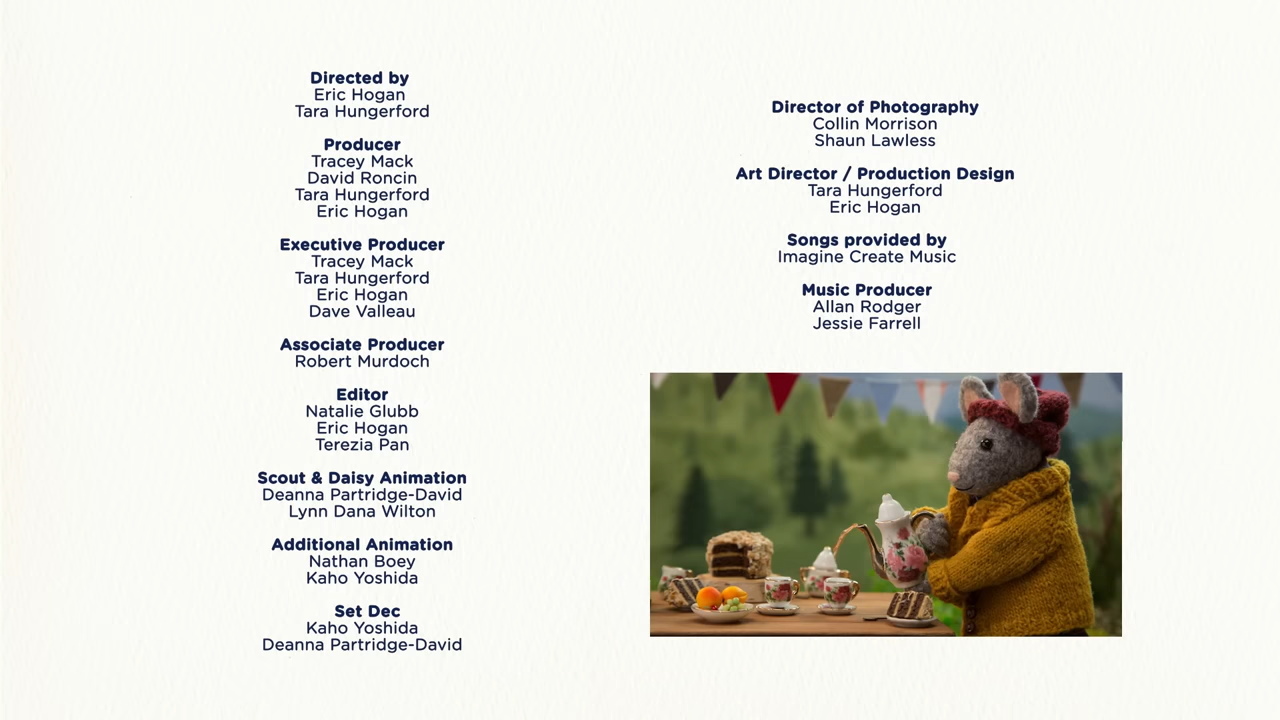 Directed by
Eric Hogan
Tara Hungerford
Producer
Tracey Mack
David Roncin
Tara Hungerford
Eric Hogan
Executive Producer
Tracey Mack
Tara Hungerford
Eric Hogan
Dave Valleau
Associate Producer
Robert Murdoch
Editor
Natalie Glubb
Eric Hogan
Terezia Pan
Scout & Daisy Animation
Deanna Partridge-David
Lynn Dana Wilton
Additional Animation
Nathan Boey
Kaho Yoshida
Set Dec
Kaho Yoshida
Deanna Partridge-David
Director of Photography
Collin Morrison
Shaun Lawless
Art Director / Production Design
Tara Hungerford
Eric Hogan
Songs provided by
Imagine Create Music
Music Producer
Allan Rodger
Jessie Farrell